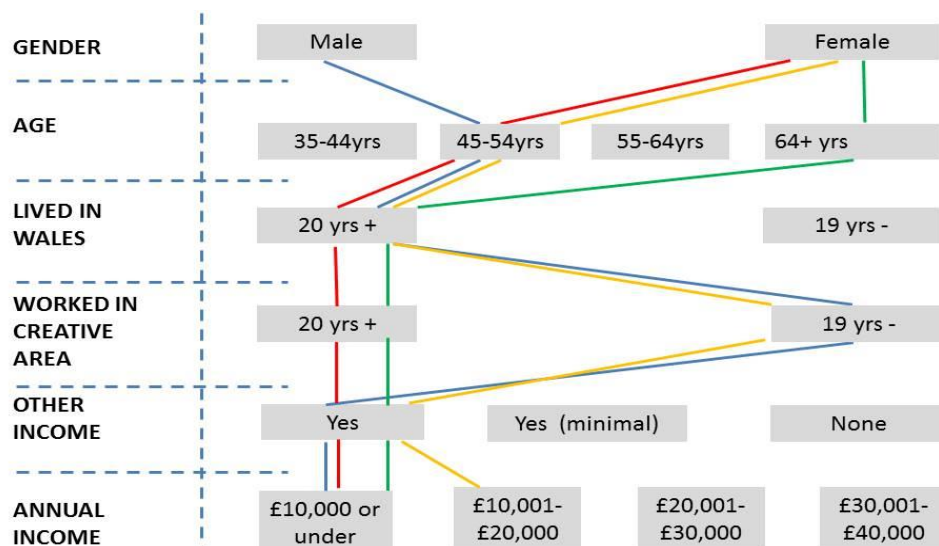 GENDER
Male
Female
AGE
35-44yrs
45-54yrs
55-64yrs
64+ yrs
LIVED IN
WALES
20 yrs +
19 yrs -
WORKED IN
CREATIVE
AREA
20 yrs +
19 yrs -
OTHER
INCOME
Yes
Yes (minimal)
None
ANNUAL
INCOME
£10,000 or
under
£10,001-
£20,000
£20,001-
£30,000
£30,001-
£40,000